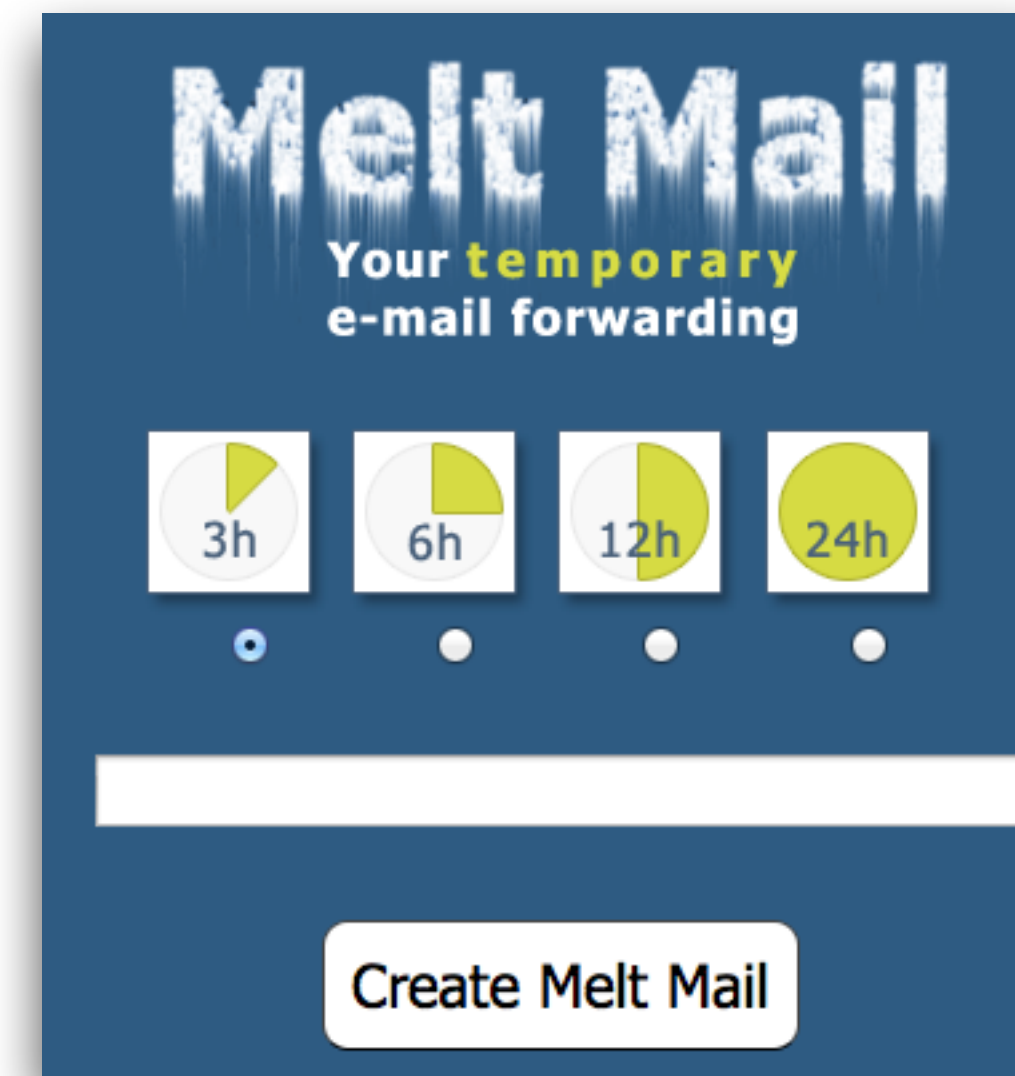 Melt Mail
Your temporary
e-mail forwarding
3h 6h 12h 24h
Create Melt Mail